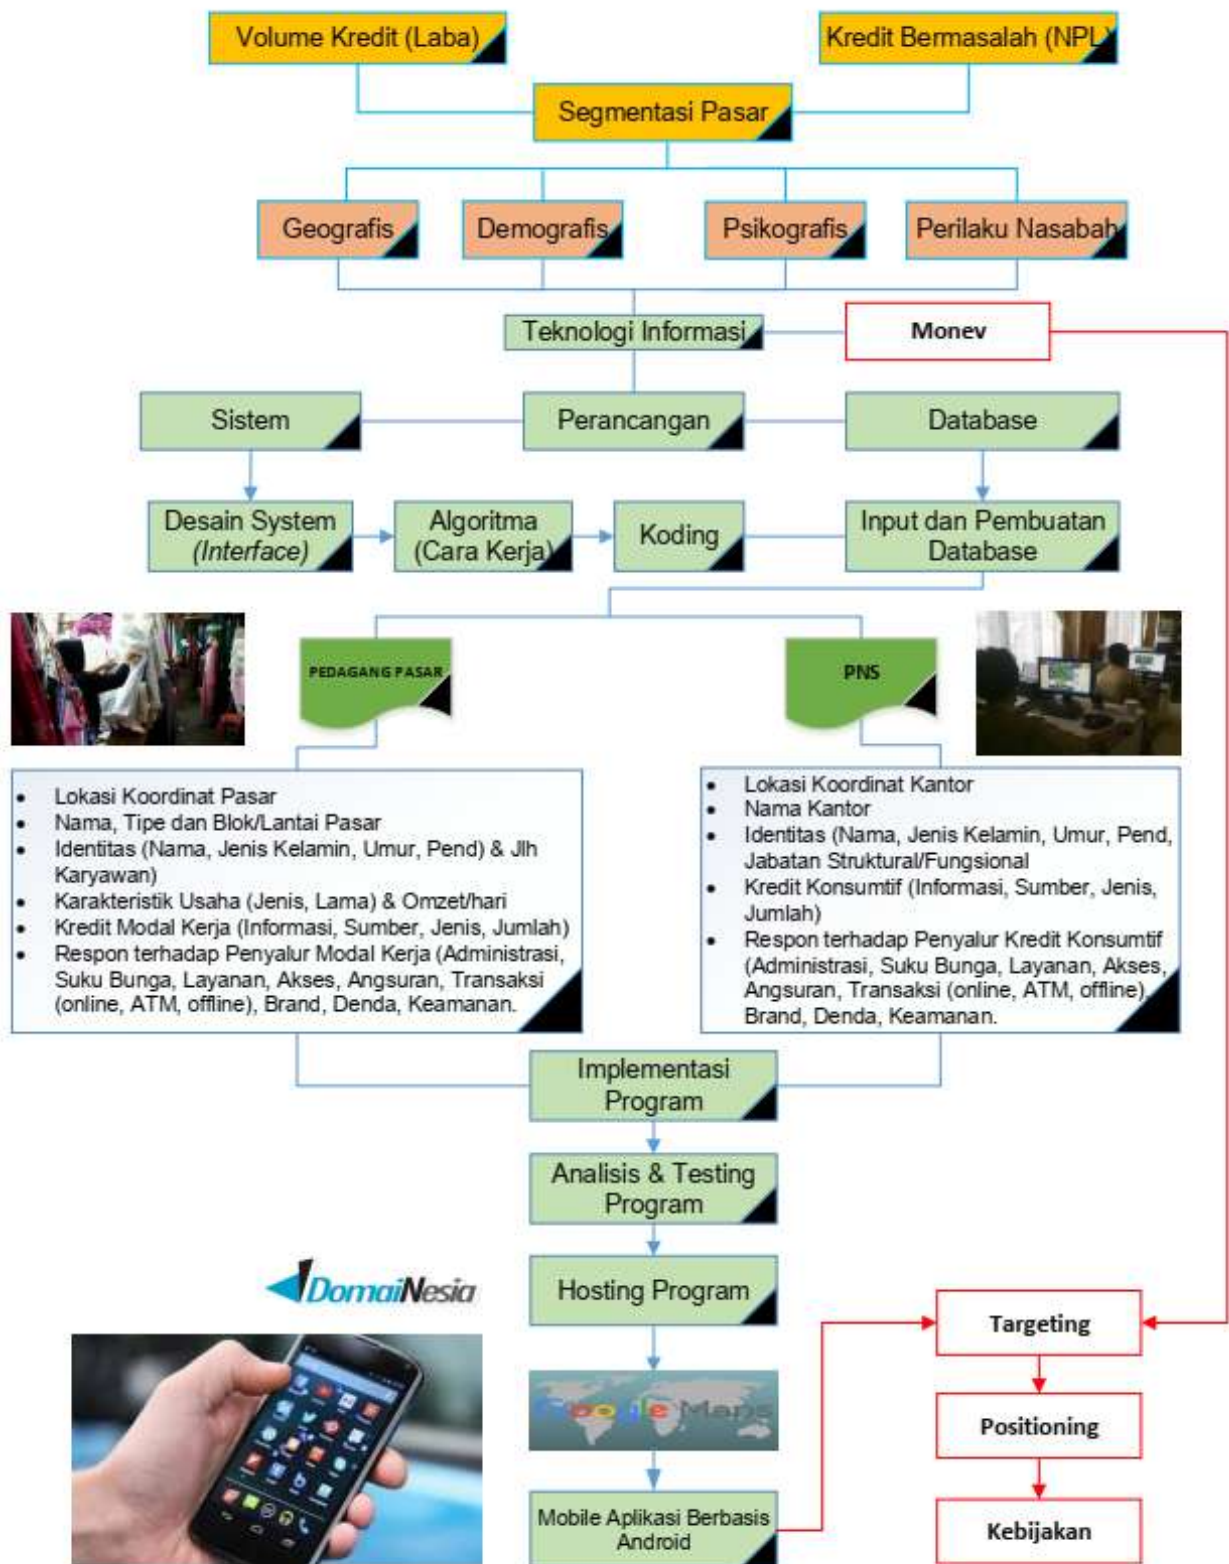 Volume Kredit (Laba)
Kredit Bermasalah (NPL)
Segmentasi Pasar
Geografis
Demografis
Psikografis
Perilaku Nasabah
Teknologi Informasi
Monev
Sistem
Perancangan
Database
Desain System
(Interface)
Algoritma
(Cara Kerja)
Koding
Input dan Pembuatan
Database
PEDAGANG PASAR
PNS
• Lokasi Koordinat Pasar
• Nama, Tipe dan Blok/Lantai Pasar
• Identitas (Nama, Jenis Kelamin, Umur, Pend) & Jlh
Karyawan)
• Karakteristik Usaha (Jenis, Lama) & Omzet/hari
• Kredit Modal Kerja (Informasi, Sumber, Jenis, Jumlah)
• Respon terhadap Penyalur Modal Kerja (Administrasi,
Suku Bunga, Layanan, Akses, Angsuran, Transaksi
(online, ATM, offline), Brand, Denda, Keamanan.
• Lokasi Koordinat Kantor
• Nama Kantor
• Identitas (Nama, Jenis Kelamin, Umur, Pend,
Jabatan Struktural/Fungsional
• Kredit Konsumtif (Informasi, Sumber, Jenis,
Jumlah)
• Respon terhadap Penyalur Kredit Konsumtif
(Administrasi, Suku Bunga, Layanan, Akses,
Angsuran, Transaksi (online, ATM, offline),
Brand, Denda, Keamanan.
Implementasi
Program
Analisis & Testing
Program
DomaiNesia
Hosting Program
Targeting
Google Maps
Positioning
Mobile Aplikasi Berbasis
Android
Kebijakan